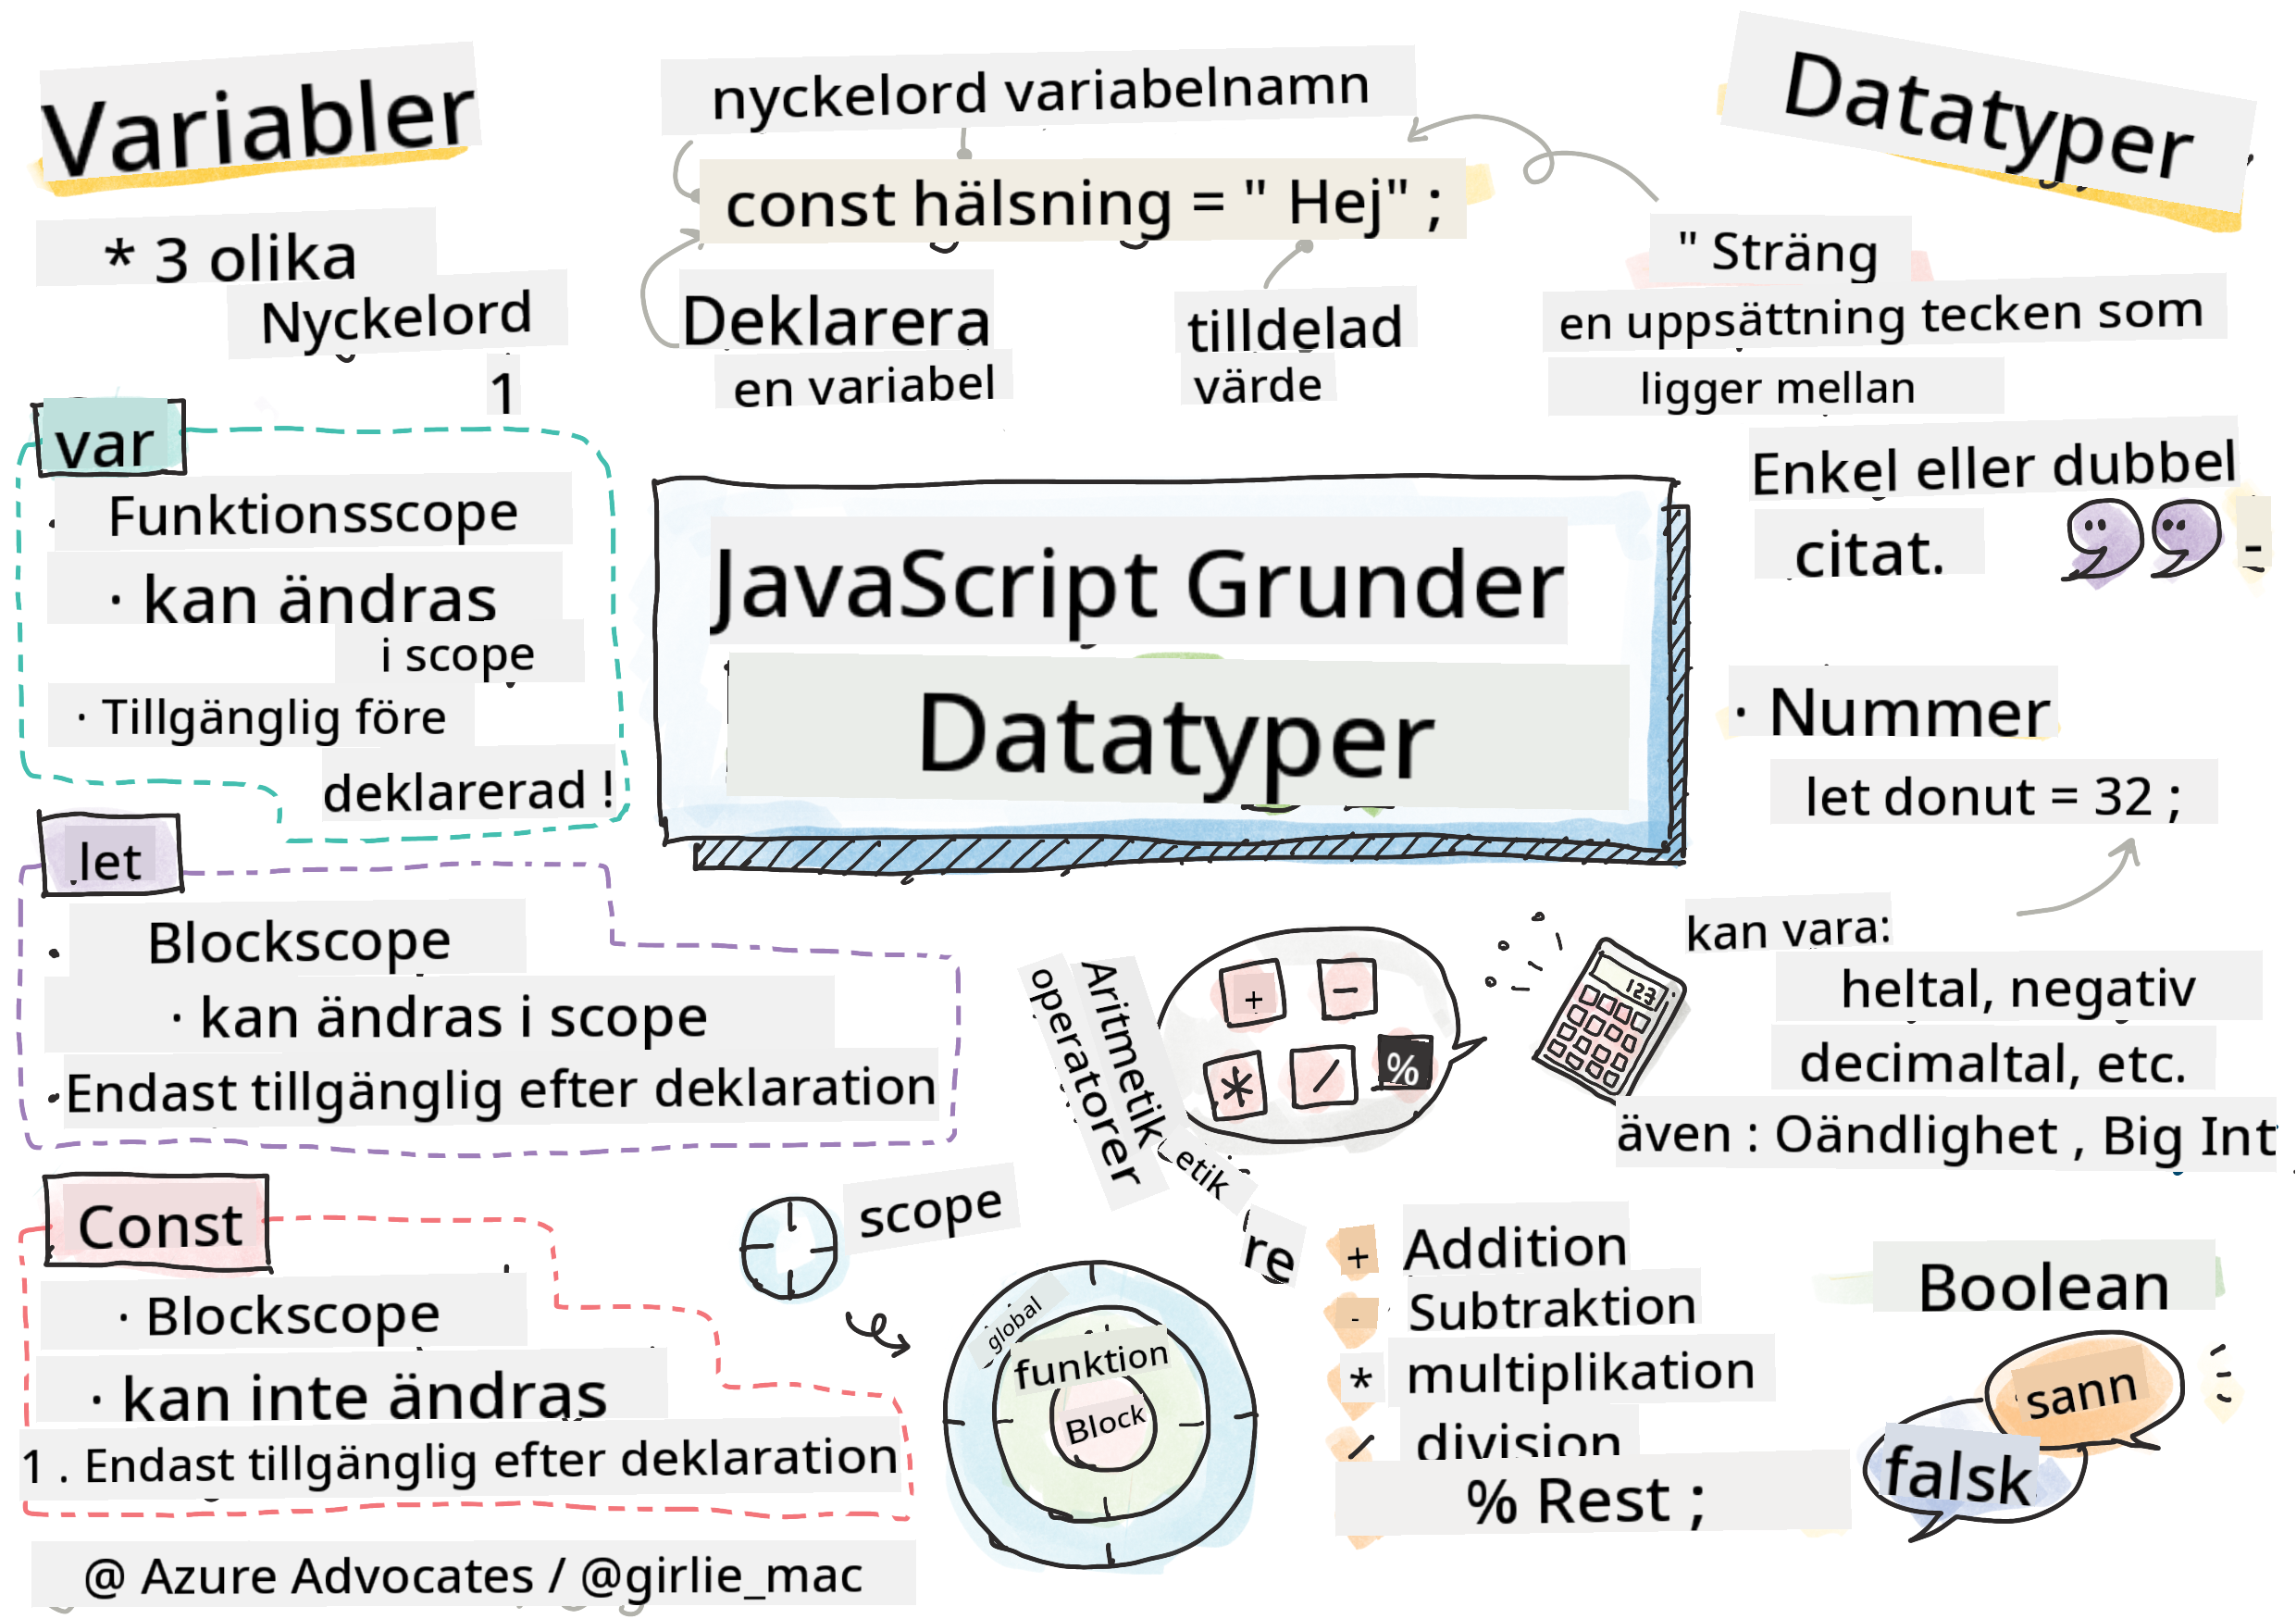 Variabler
* 3 olika
Nyckelord
1
var
Funktionsscope
· kan ändras
i scope
· Tillgänglig före
deklarerad !
let
Blockscope
· kan ändras i scope
Endast tillgänglig efter deklaration
Const
· Blockscope
· kan inte ändras
1 . Endast tillgänglig efter deklaration
@ Azure Advocates / @girlie_mac
nyckelord variabelnamn
const hälsning = " Hej" ;
Deklarera
en variabel
tilldelad
värde
JavaScript Grunder
Datatyper
scope
global
funktion
Block
Aritmetik
operatorer
etik
re
+ −
* / %
123
+ Addition
- Subtraktion
* multiplikation
/ division
% Rest ;
Datatyper
" Sträng
en uppsättning tecken som
ligger mellan
Enkel eller dubbel
citat.
-
· Nummer
let donut = 32 ;
kan vara:
heltal, negativ
decimaltal, etc.
även : Oändlighet , Big Int
Boolean
sann
falsk